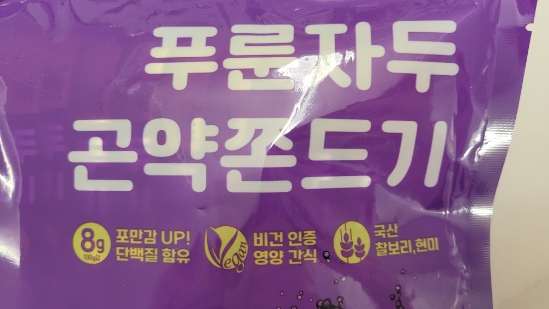 푸룬자두
곤약쫀드기
8g
100g당
포만감 UP!
단백질 함유
Vegan
비건 인증
영양 간식
국산
찰보리,현미